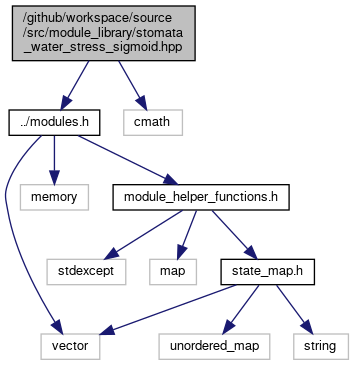 /github/workspace/source
/src/module_library/stomata
_water_stress_sigmoid.hpp
../modules.h
cmath
memory
module_helper_functions.h
stdexcept
map
state_map.h
vector
unordered_map
string